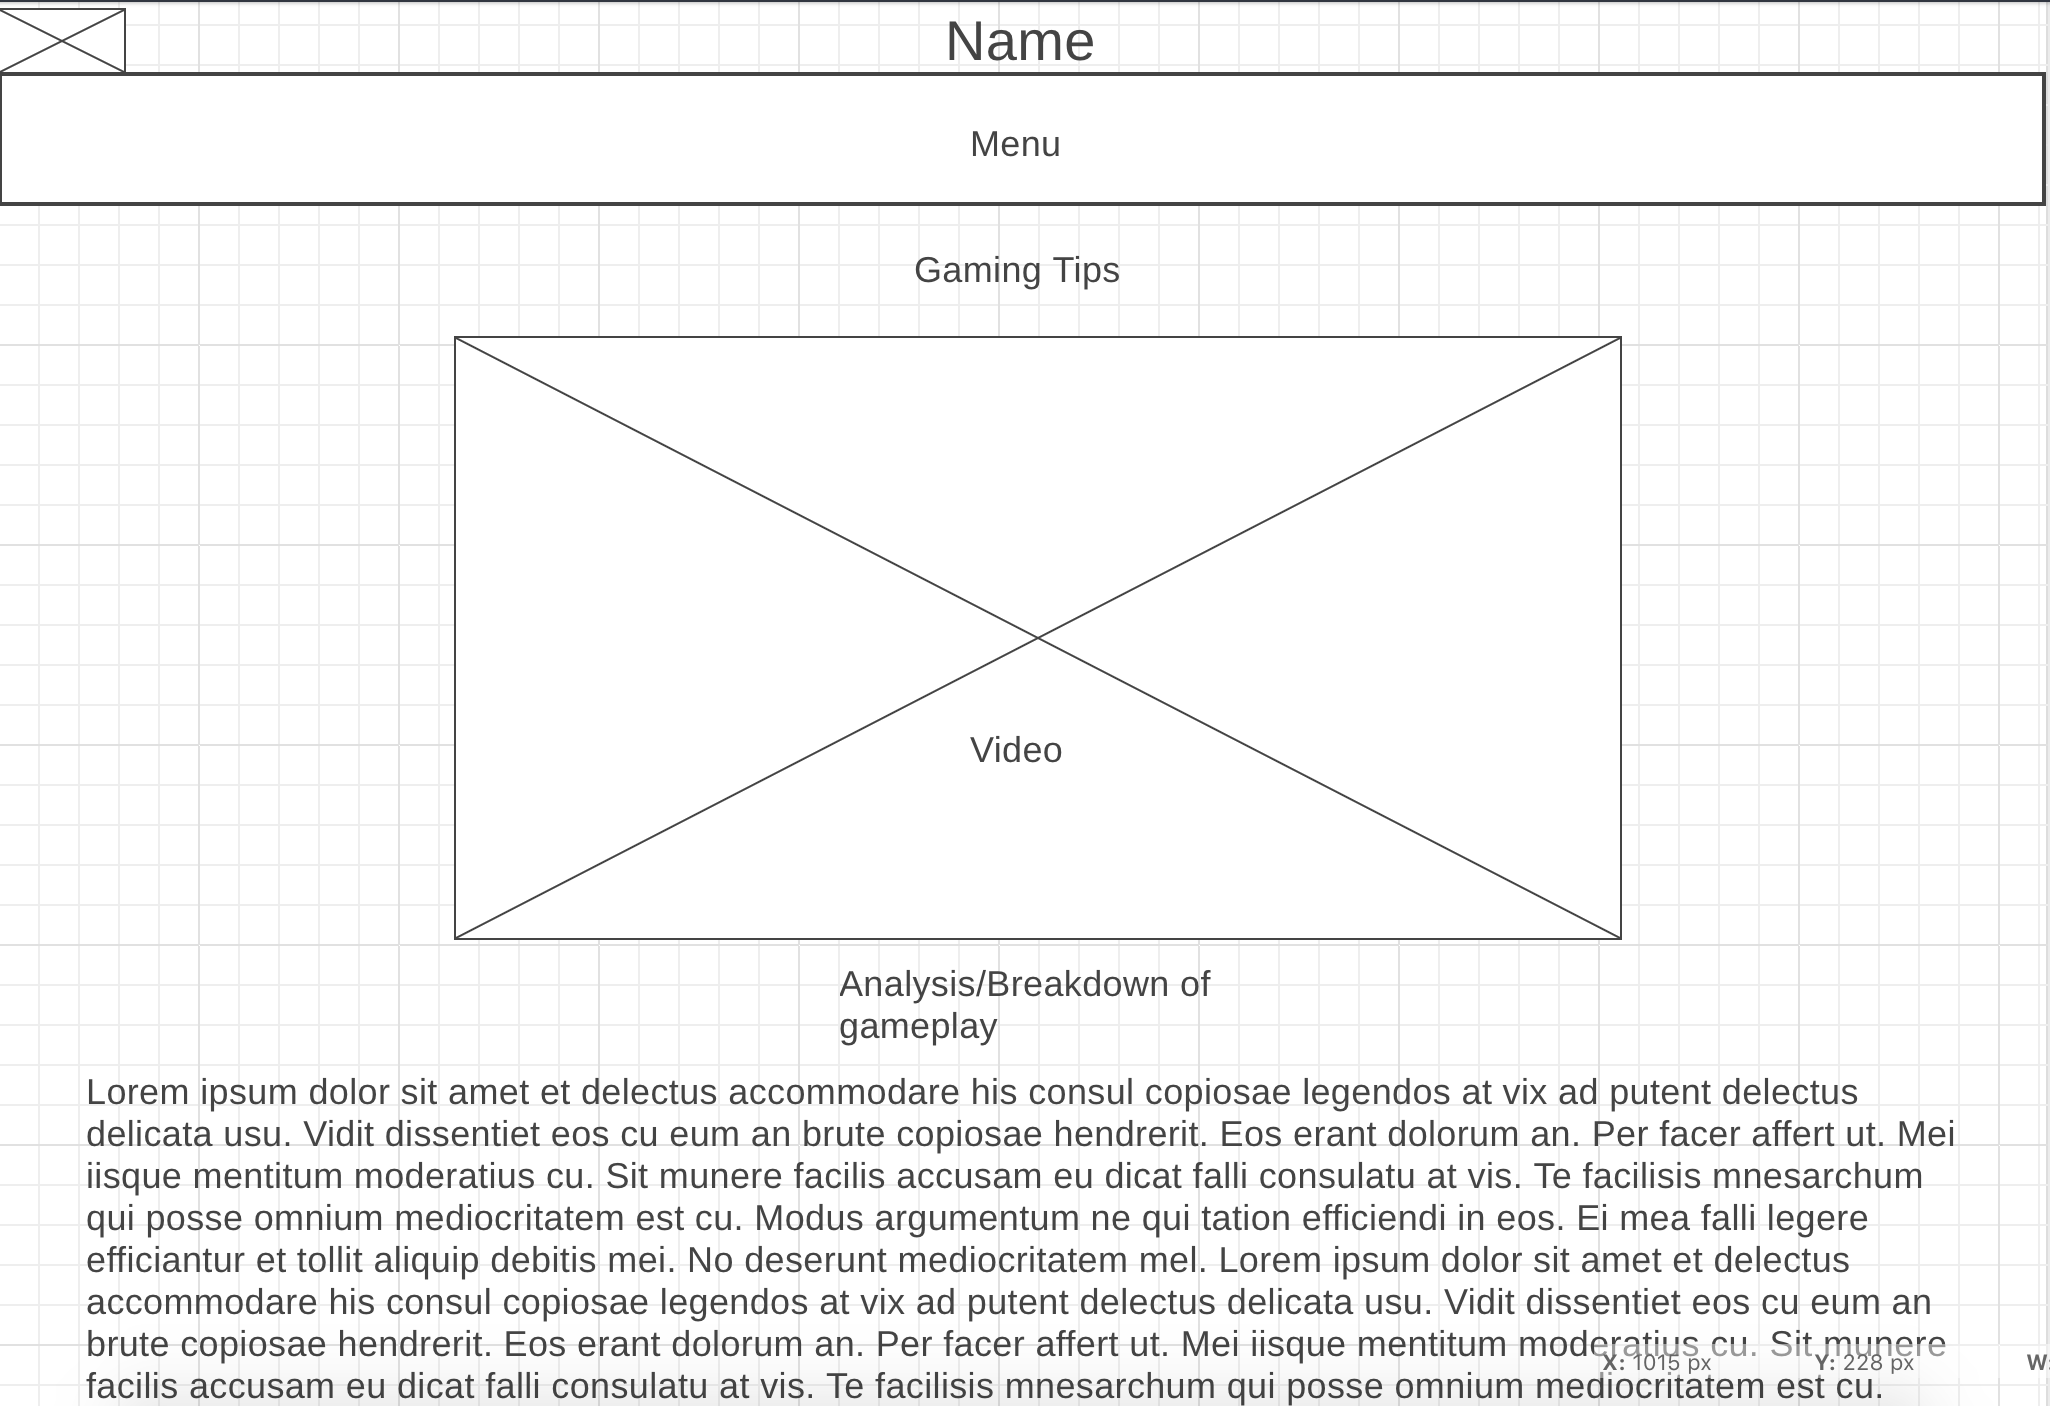 Name
Menu
Gaming Tips
Video
Analysis/Breakdown of
gameplay
Lorem ipsum dolor sit amet et delectus accommodare his consul copiosae legendos at vix ad putent delectus
delicata usu. Vidit dissentiet eos cu eum an brute copiosae hendrerit. Eos erant dolorum an. Per facer affert ut. Mei
iisque mentitum moderatius cu. Sit munere facilis accusam eu dicat falli consulatu at vis. Te facilisis mnesarchum
qui posse omnium mediocritatem est cu. Modus argumentum ne qui tation efficiendi in eos. Ei mea falli legere
efficiantur et tollit aliquip debitis mei. No deserunt mediocritatem mel. Lorem ipsum dolor sit amet et delectus
accommodare his consul copiosae legendos at vix ad putent delectus delicata usu. Vidit dissentiet eos cu eum an
brute copiosae hendrerit. Eos erant dolorum an. Per facer affert ut. Mei iisque mentitum moderatius cu. Sit munere
X: 1015 px Y: 228 px W:
facilis accusam eu dicat falli consulatu at vis. Te facilisis mnesarchum qui posse omnium mediocritatem est cu.